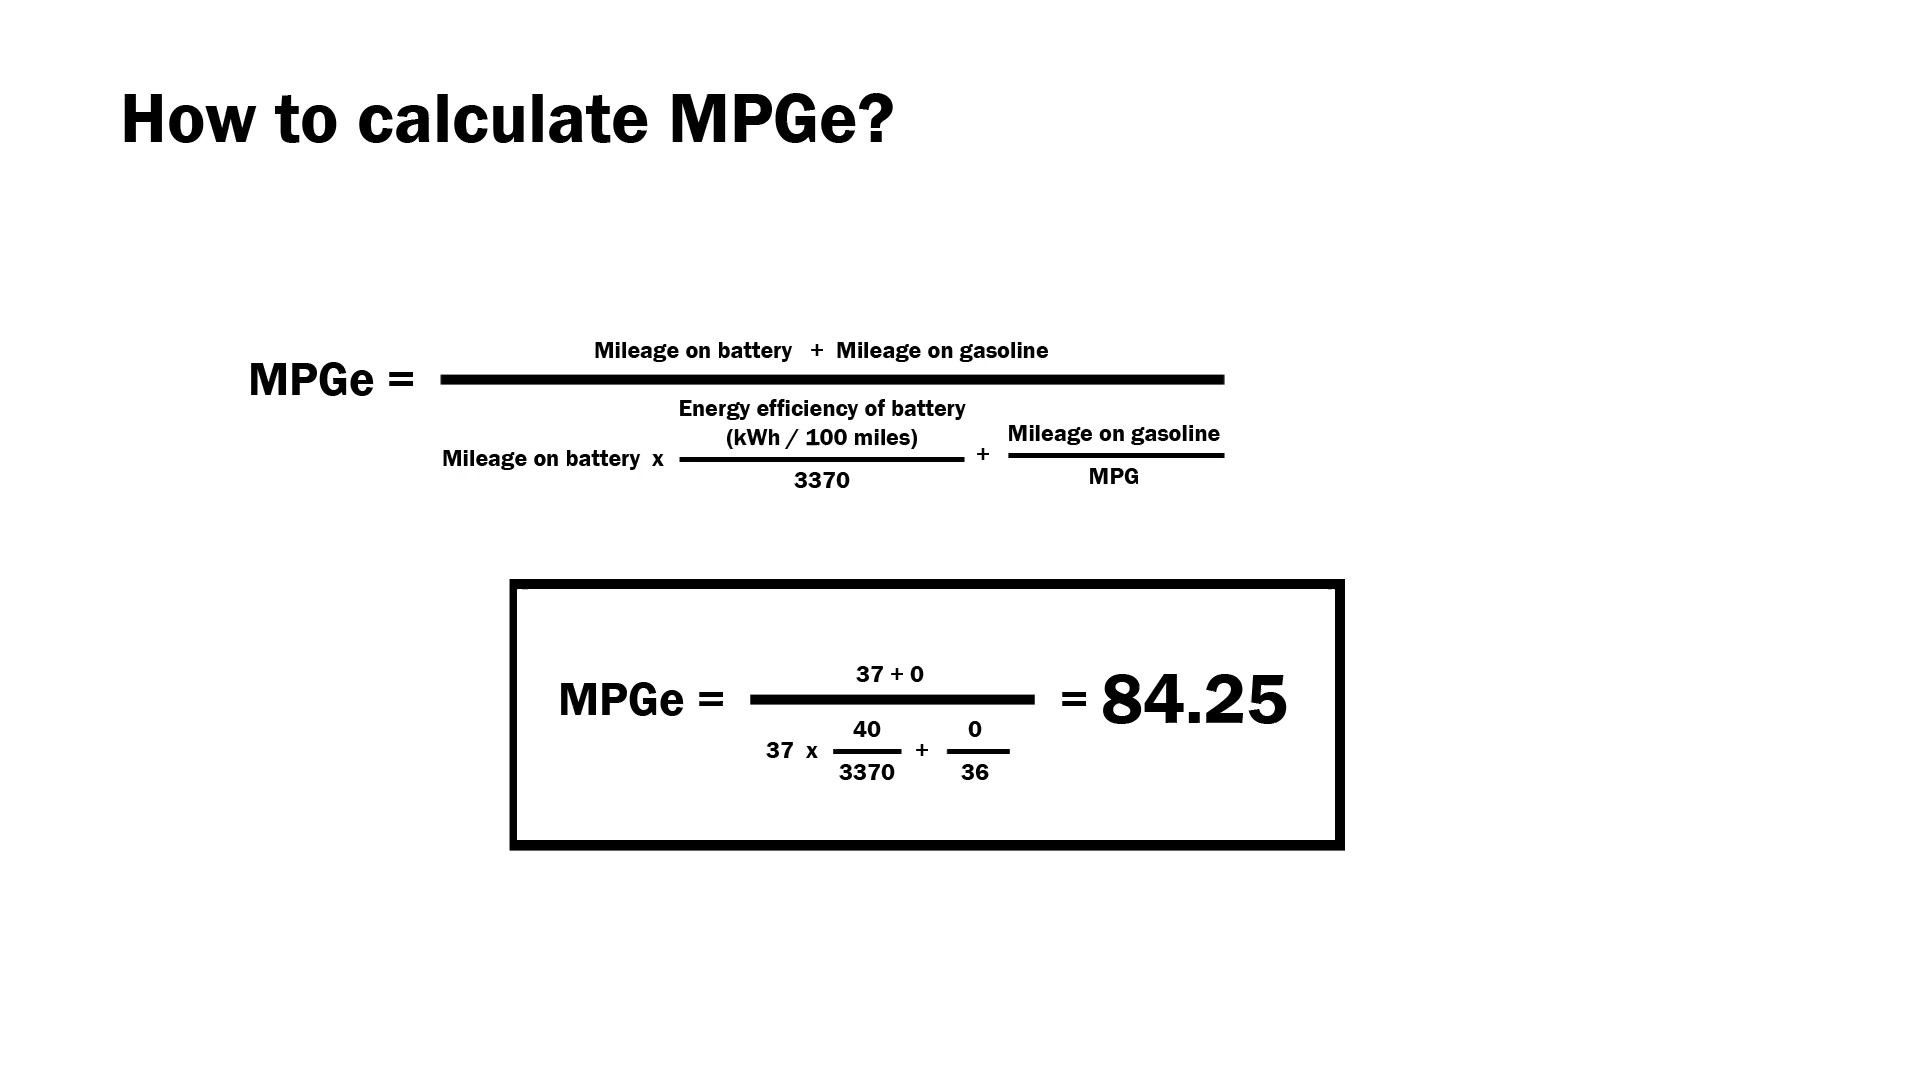 How to calculate MPGe?
Mileage on battery + Mileage on gasoline
MPGe =
Energy efficiency of battery
(kWh / 100 miles)
Mileage on gasoline
Mileage on battery x
+
3370
MPG
37 + 0
MPGe =
= 84.25
40
0
37 x
+
3370
36